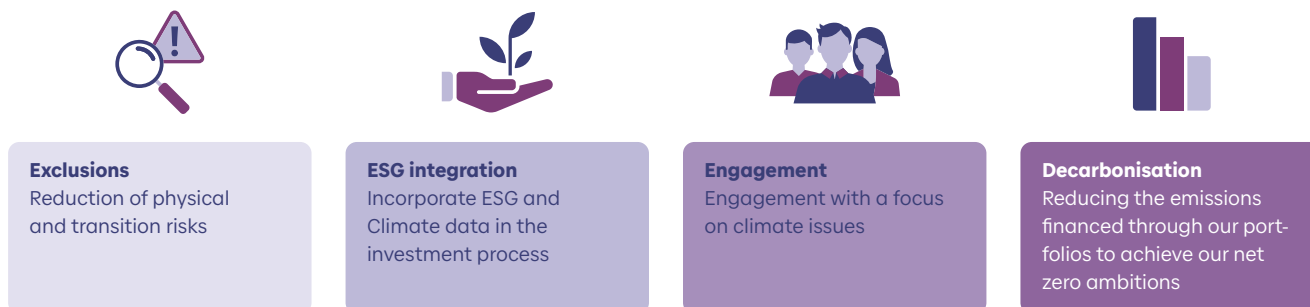 Exclusions
Reduction of physical
and transition risks
ESG integration
Incorporate ESG and
Climate data in the
investment process
Engagement
Engagement with a focus
on climate issues
Decarbonisation
Reducing the emissions
financed through our port-
folios to achieve our net
zero ambitions